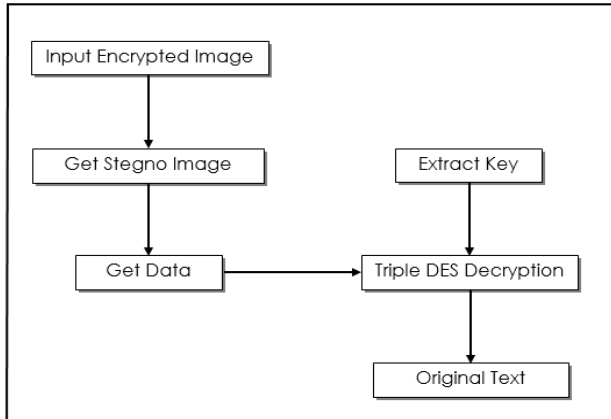 Input Encrypted Image
Get Stegno Image
Extract Key
Get Data
Triple DES Decryption
Original Text